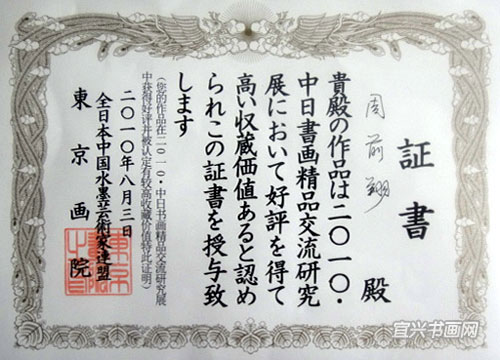 証書
周前翔 殿
貴殿の作品は二〇一〇・
中日書画精品交流研究
展において好評を得て
高い収蔵価値あると認め
られこの証書を授与致
します
(您的作品在二〇一〇・中日书画精品交流研究展
中获得好评并被认定有较高收藏价值特此证明)
二〇一〇年八月三日
全日本中国水墨芸術家連盟
東京画院
宜兴书画网